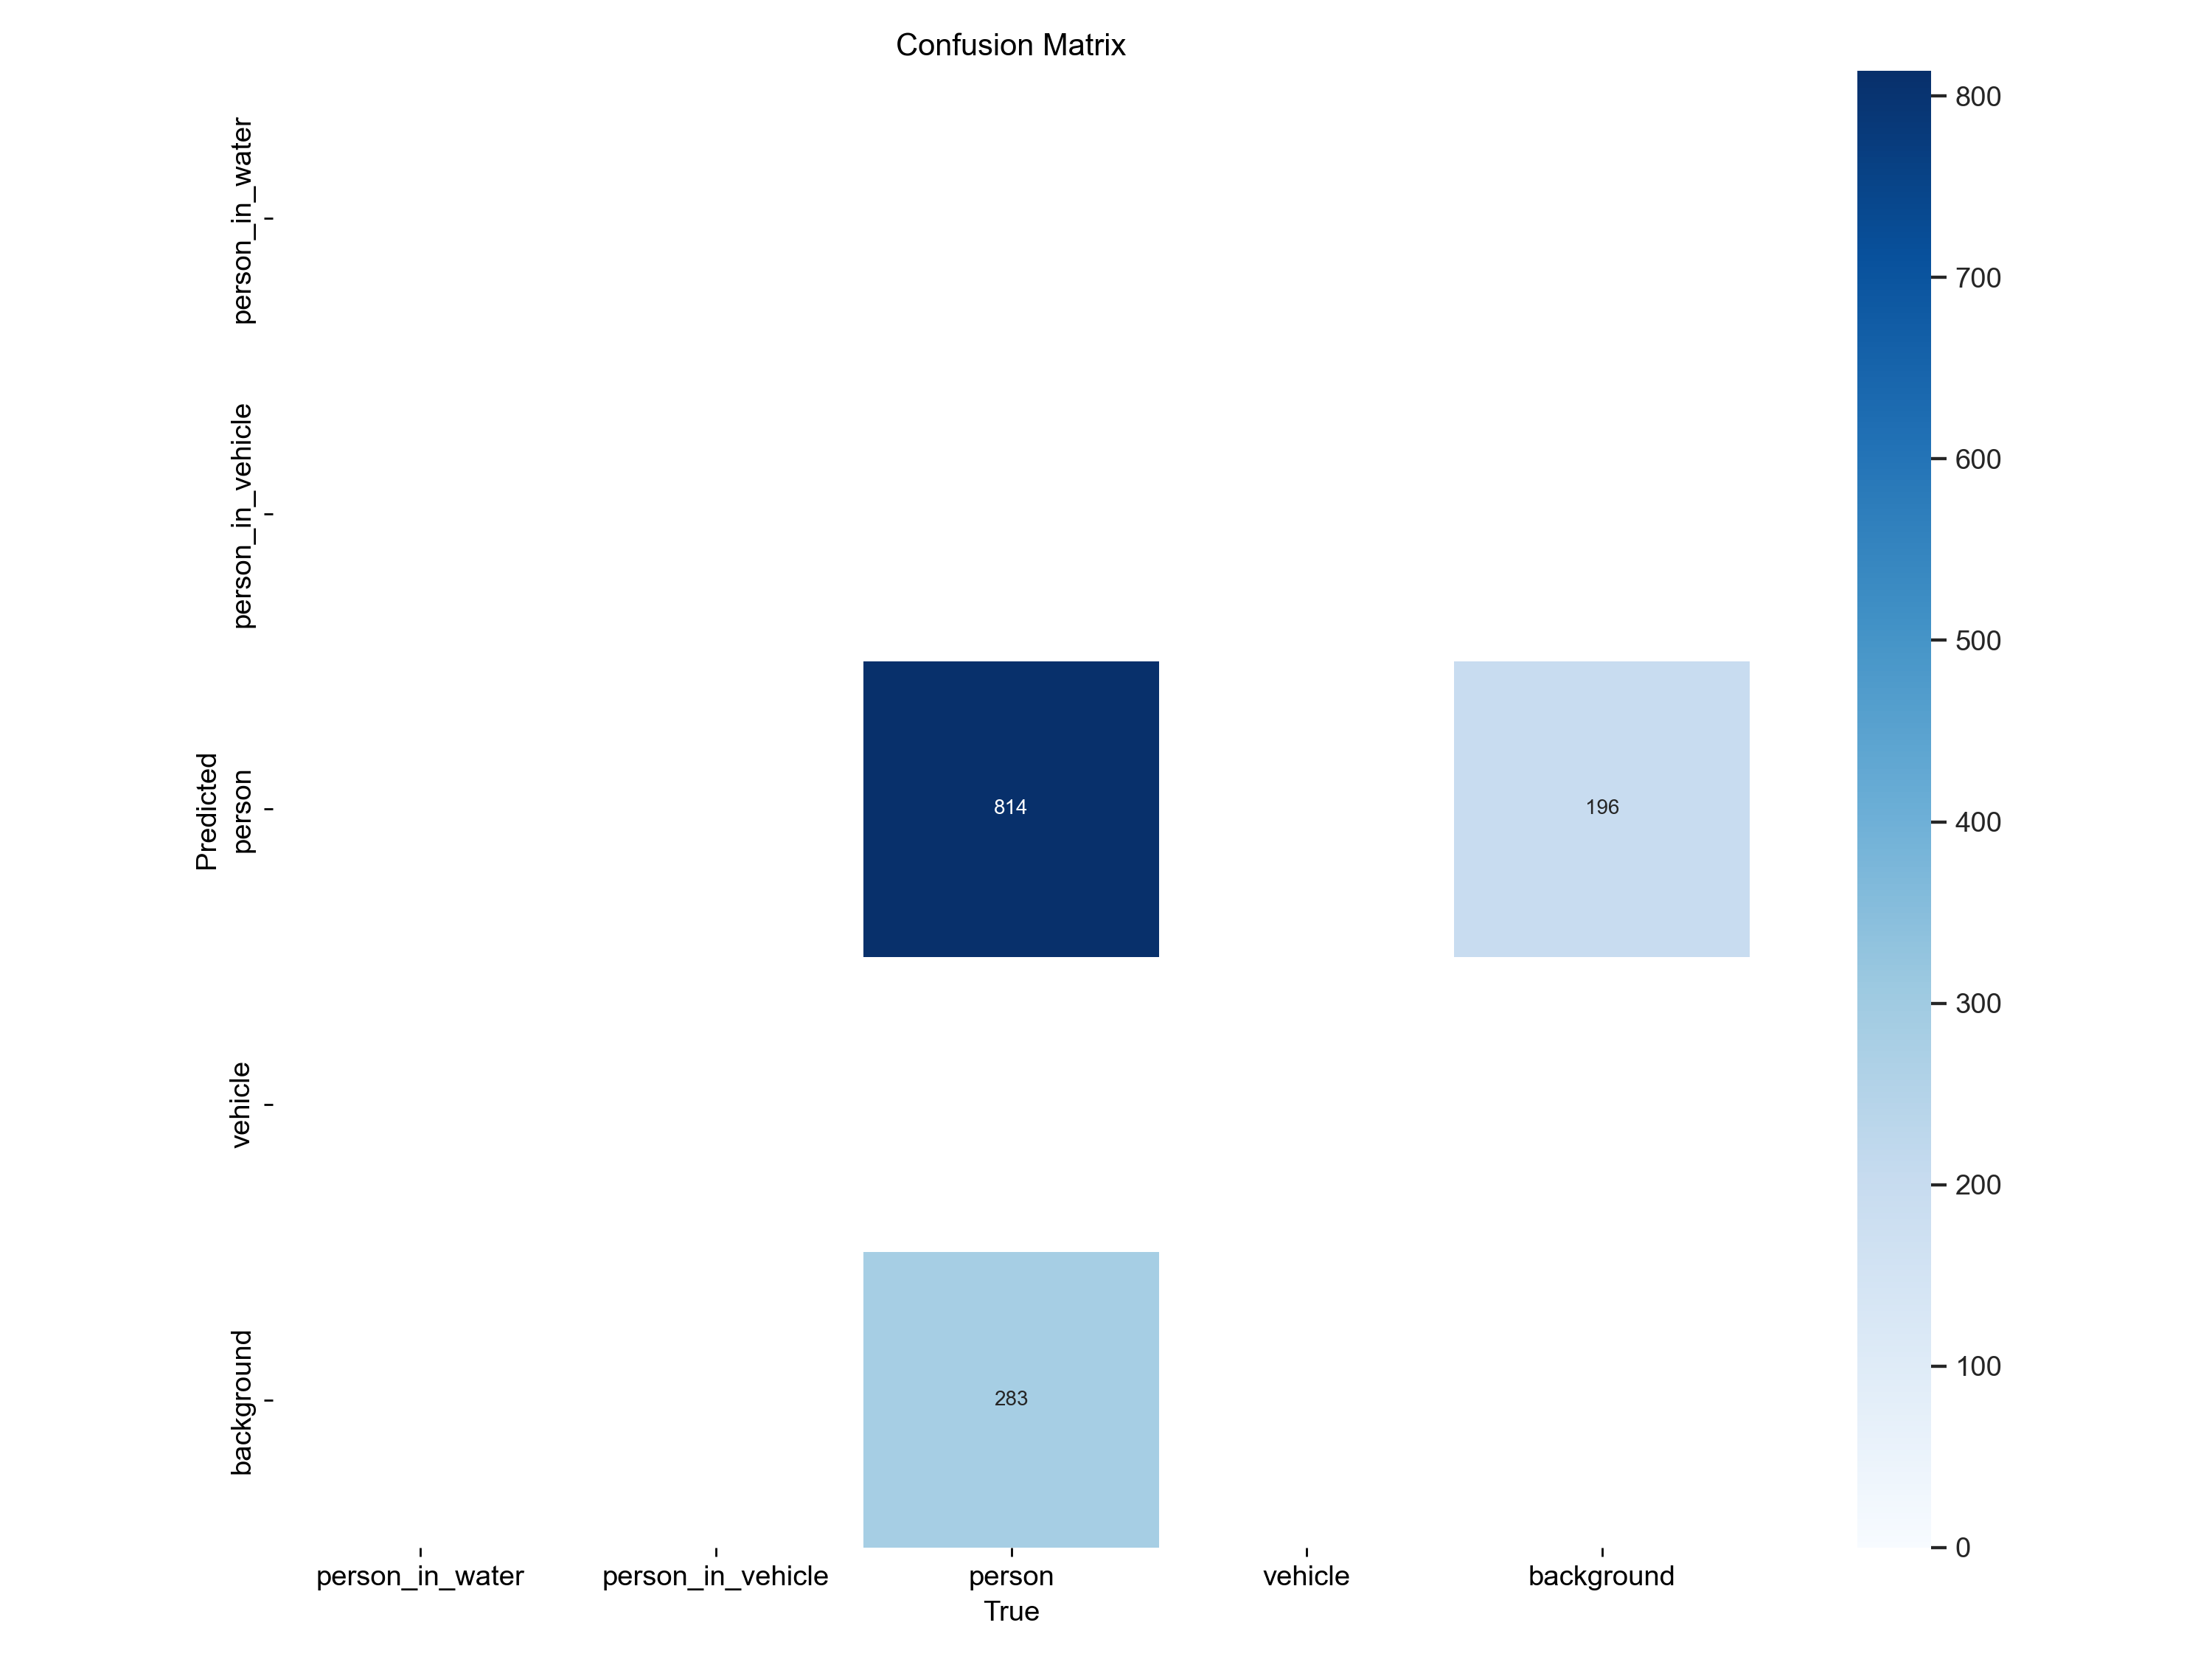 Confusion Matrix
person_in_water
person_in_vehicle
person
vehicle
background
Predicted
814
196
283
person_in_water
person_in_vehicle
person
vehicle
background
True
800
700
600
500
400
300
200
100
0